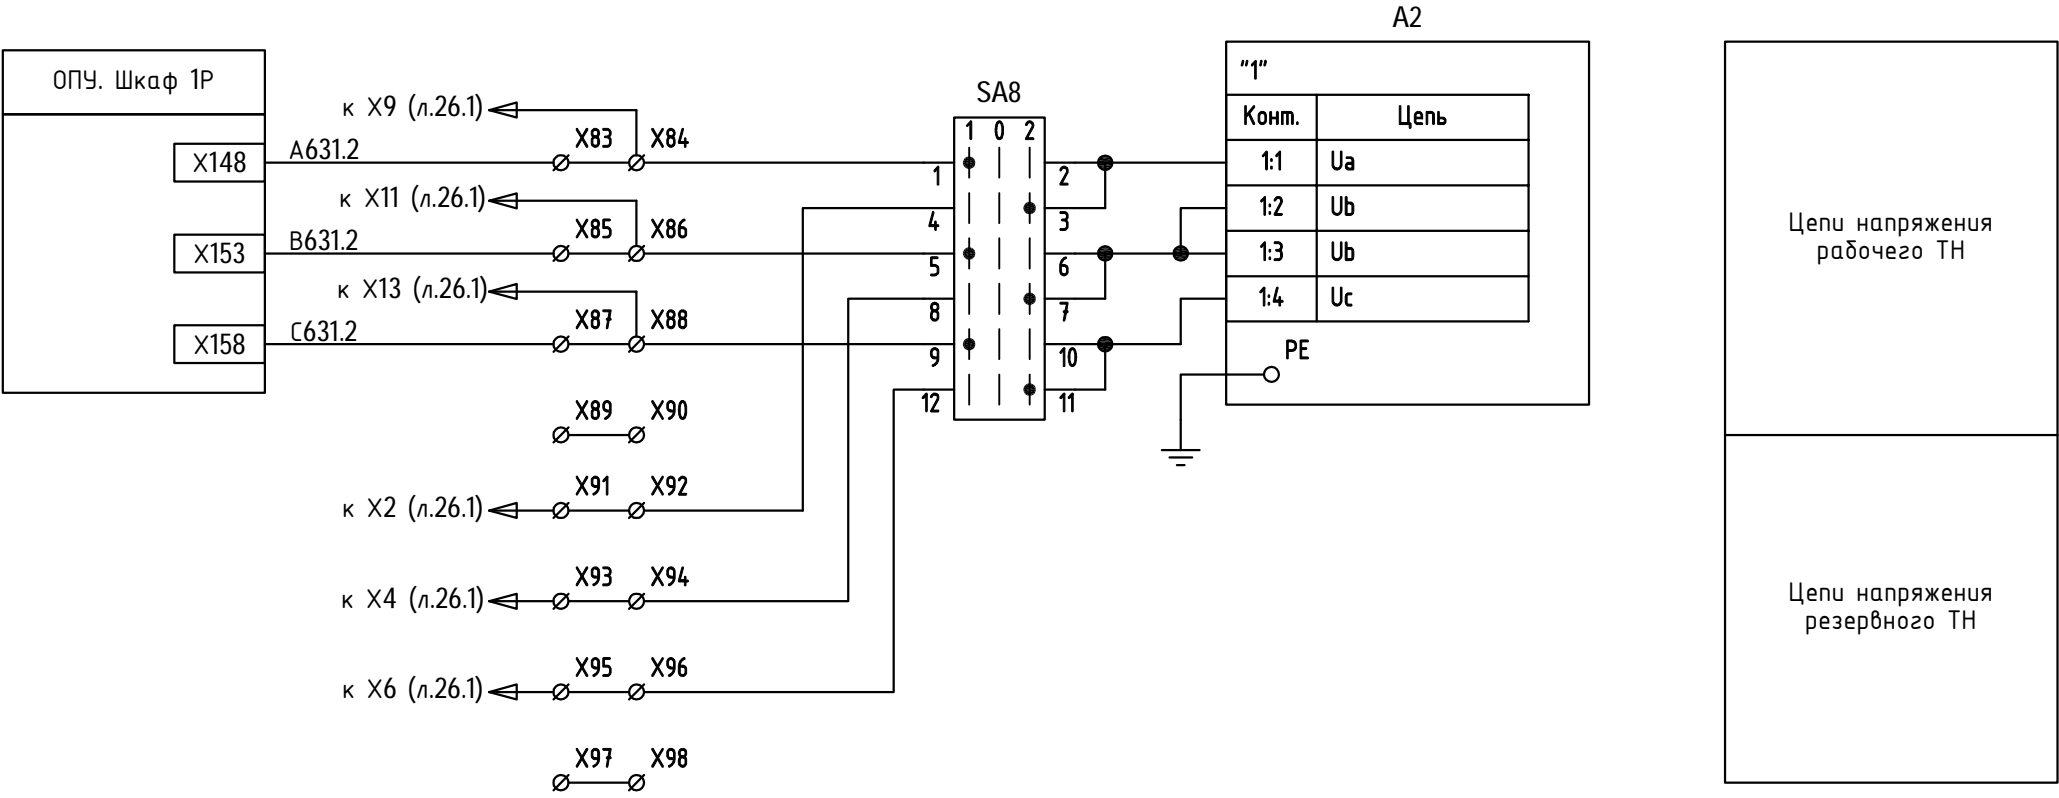 A2
ОПУ. Шкаф 1Р
"1"
SA8
к X9 (л.26.1)
Конт. Цепь
1 0 2
X83 X84
A631.2
X148
1:1 Ua
1 2
к X11 (л.26.1)
1:2 Ub
4 3
X85 X86
B631.2
X153
1:3 Ub
5 6
Цепи напряжения
рабочего ТН
к X13 (л.26.1)
1:4 Uc
8 7
X87 X88
C631.2
X158
9 10
PE
12 11
X89 X90
X91 X92
к X2 (л.26.1)
X93 X94
к X4 (л.26.1)
Цепи напряжения
резервного ТН
X95 X96
к X6 (л.26.1)
X97 X98